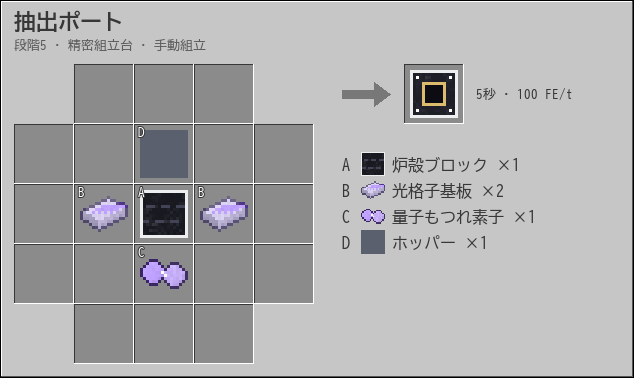 抽出ポート
段階5 · 精密組立台 · 手動組立
D
B
A
B
C
5秒 · 100 FE/t
A 炉殻ブロック ×1
B 光格子基板 ×2
C 量子もつれ素子 ×1
D ホッパー ×1